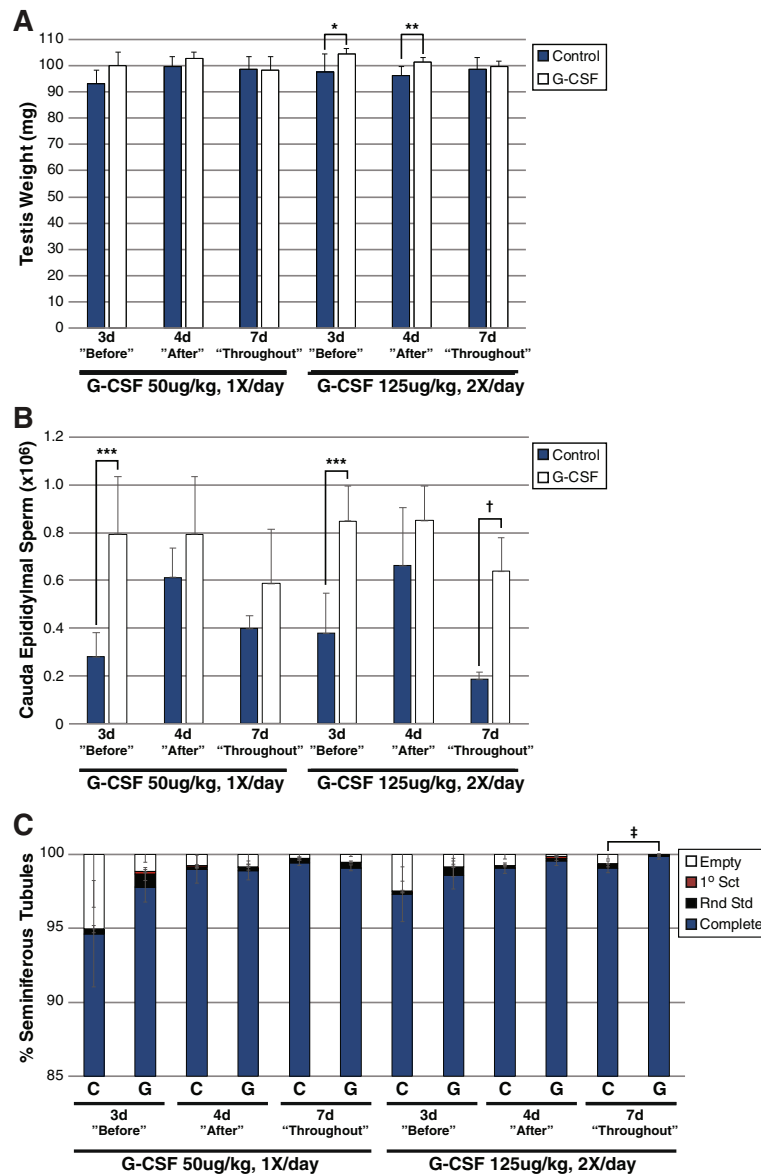 A
Testis Weight (mg)
110
100
90
80
70
60
50
40
30
20
10
0
*
**
Control
G-CSF
3d 4d 7d 3d 4d 7d
”Before” ”After” “Throughout” ”Before” ”After” “Throughout”
G-CSF 50ug/kg, 1X/day G-CSF 125ug/kg, 2X/day
B
Cauda Epididylmal Sperm (x10⁶)
1.2
1.0
0.8
0.6
0.4
0.2
0
***
***
†
Control
G-CSF
3d 4d 7d 3d 4d 7d
”Before” ”After” “Throughout” ”Before” ”After” “Throughout”
G-CSF 50ug/kg, 1X/day G-CSF 125ug/kg, 2X/day
C
% Seminiferous Tubules
100
95
90
85
‡
Empty
1º Sct
Rnd Std
Complete
C G C G C G C G C G C G
3d 4d 7d 3d 4d 7d
”Before” ”After” “Throughout” ”Before” ”After” “Throughout”
G-CSF 50ug/kg, 1X/day G-CSF 125ug/kg, 2X/day